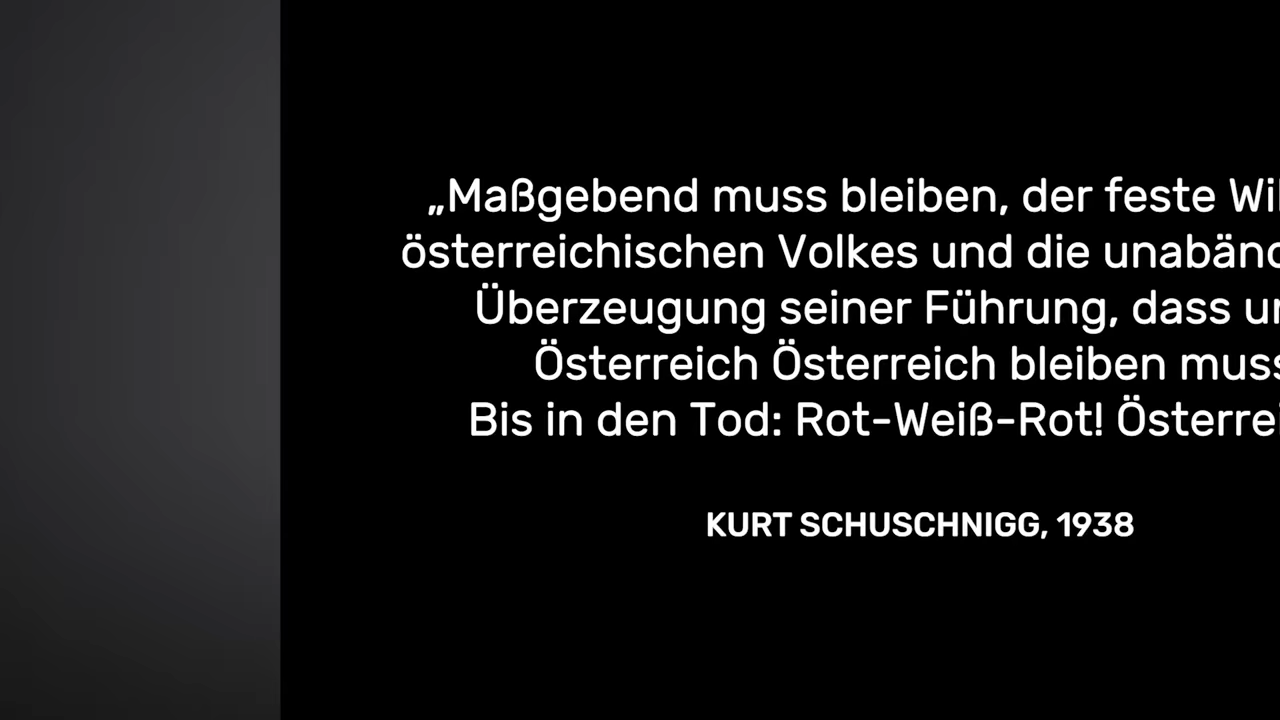 „Maßgebend muss bleiben, der feste
österreichischen Volkes und die
Überzeugung seiner Führung, dass
Österreich Österreich bleiben
Bis in den Tod: Rot-Weiß-Rot!
KURT SCHUSCHNIGG, 1938